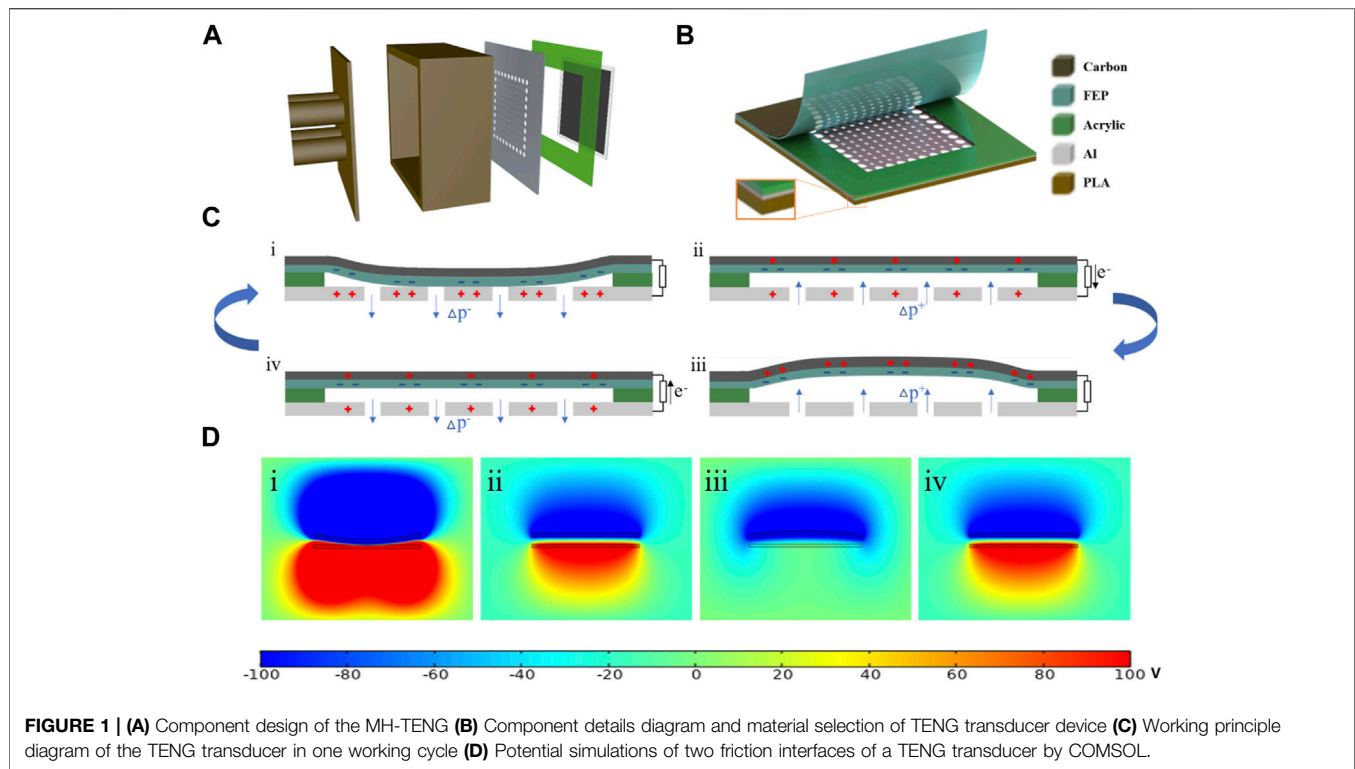 A
B
Carbon
FEP
Acrylic
Al
PLA
C
i
Δp⁻
ii
e⁻
Δp⁺
iv
e⁻
Δp⁻
iii
Δp⁺
D
i
ii
iii
iv
-100 -80 -60 -40 -20 0 20 40 60 80 100 V
FIGURE 1 | (A) Component design of the MH-TENG (B) Component details diagram and material selection of TENG transducer device (C) Working principle
diagram of the TENG transducer in one working cycle (D) Potential simulations of two friction interfaces of a TENG transducer by COMSOL.